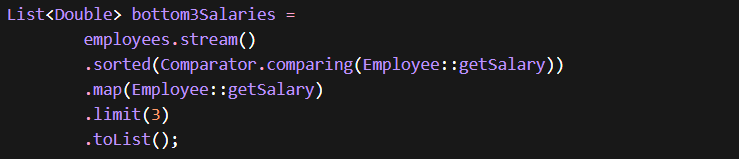 List<Double> bottom3Salaries =
employees.stream()
.sorted(Comparator.comparing(Employee::getSalary))
.map(Employee::getSalary)
.limit(3)
.toList();